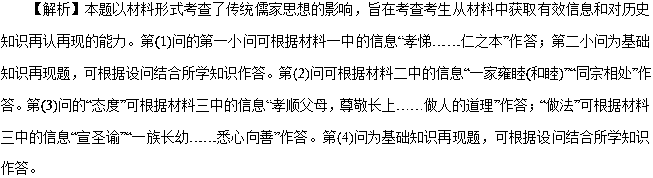 【解析】本题以材料形式考查了传统儒家思想的影响，旨在考查考生从材料中获取有效信息和对历史
知识再认再现的能力。第(1)问的第一小问可根据材料一中的信息“孝悌……仁之本”作答；第二小问为基础
知识再现题，可根据设问结合所学知识作答。第(2)问可根据材料二中的信息“一家雍睦(和睦)”“同宗相处”作
答。第(3)问的“态度”可根据材料三中的信息“孝顺父母，尊敬长上……做人的道理”作答；“做法”可根据材料
三中的信息“宣圣谕”“一族长幼……悉心向善”作答。第(4)问为基础知识再现题，可根据设问结合所学知识
作答。